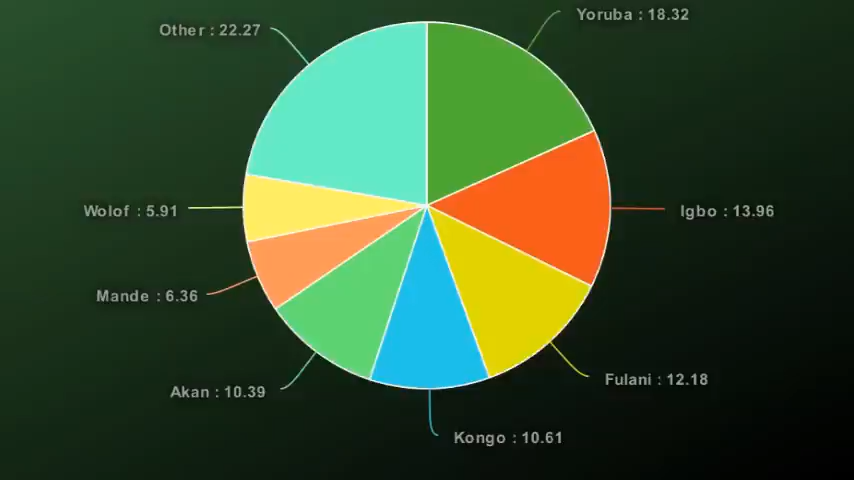 Yoruba : 18.32
Other : 22.27
Igbo : 13.96
Wolof : 5.91
Mande : 6.36
Fulani : 12.18
Akan : 10.39
Kongo : 10.61